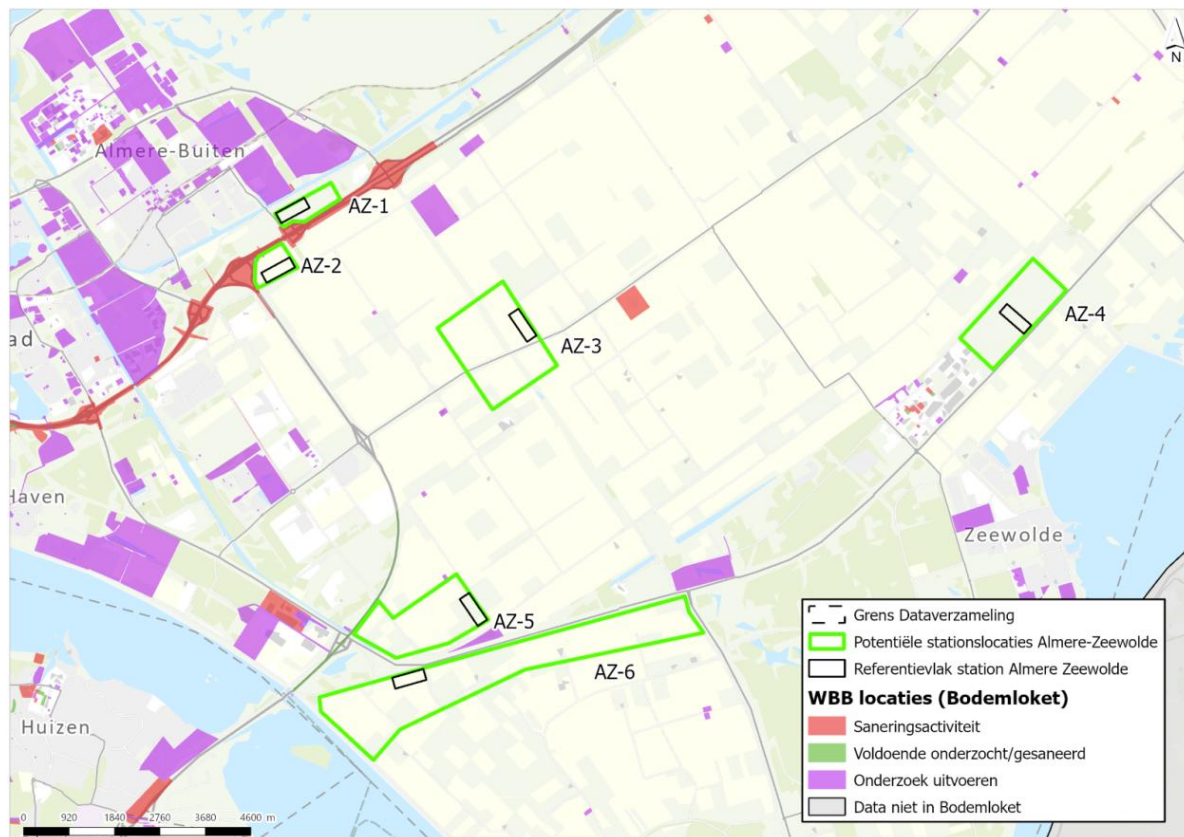 N
Almere-Buiten
AZ-1
AZ-2
AZ-3
AZ-4
ad
Haven
Zeewolde
AZ-5
AZ-6
Huizen
Grens Dataverzameling
Potentiële stationslocaties Almere-Zeewolde
Referentievlak station Almere Zeewolde
WBB locaties (Bodemloket)
Saneringsactiviteit
Voldoende onderzocht/gesaneerd
Onderzoek uitvoeren
Data niet in Bodemloket
0 920 1840 2760 3680 4600 m